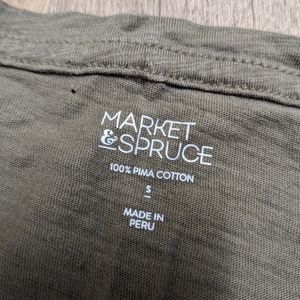 MARKET
& SPRUCE
100% PIMA COTTON
S
MADE IN
PERU